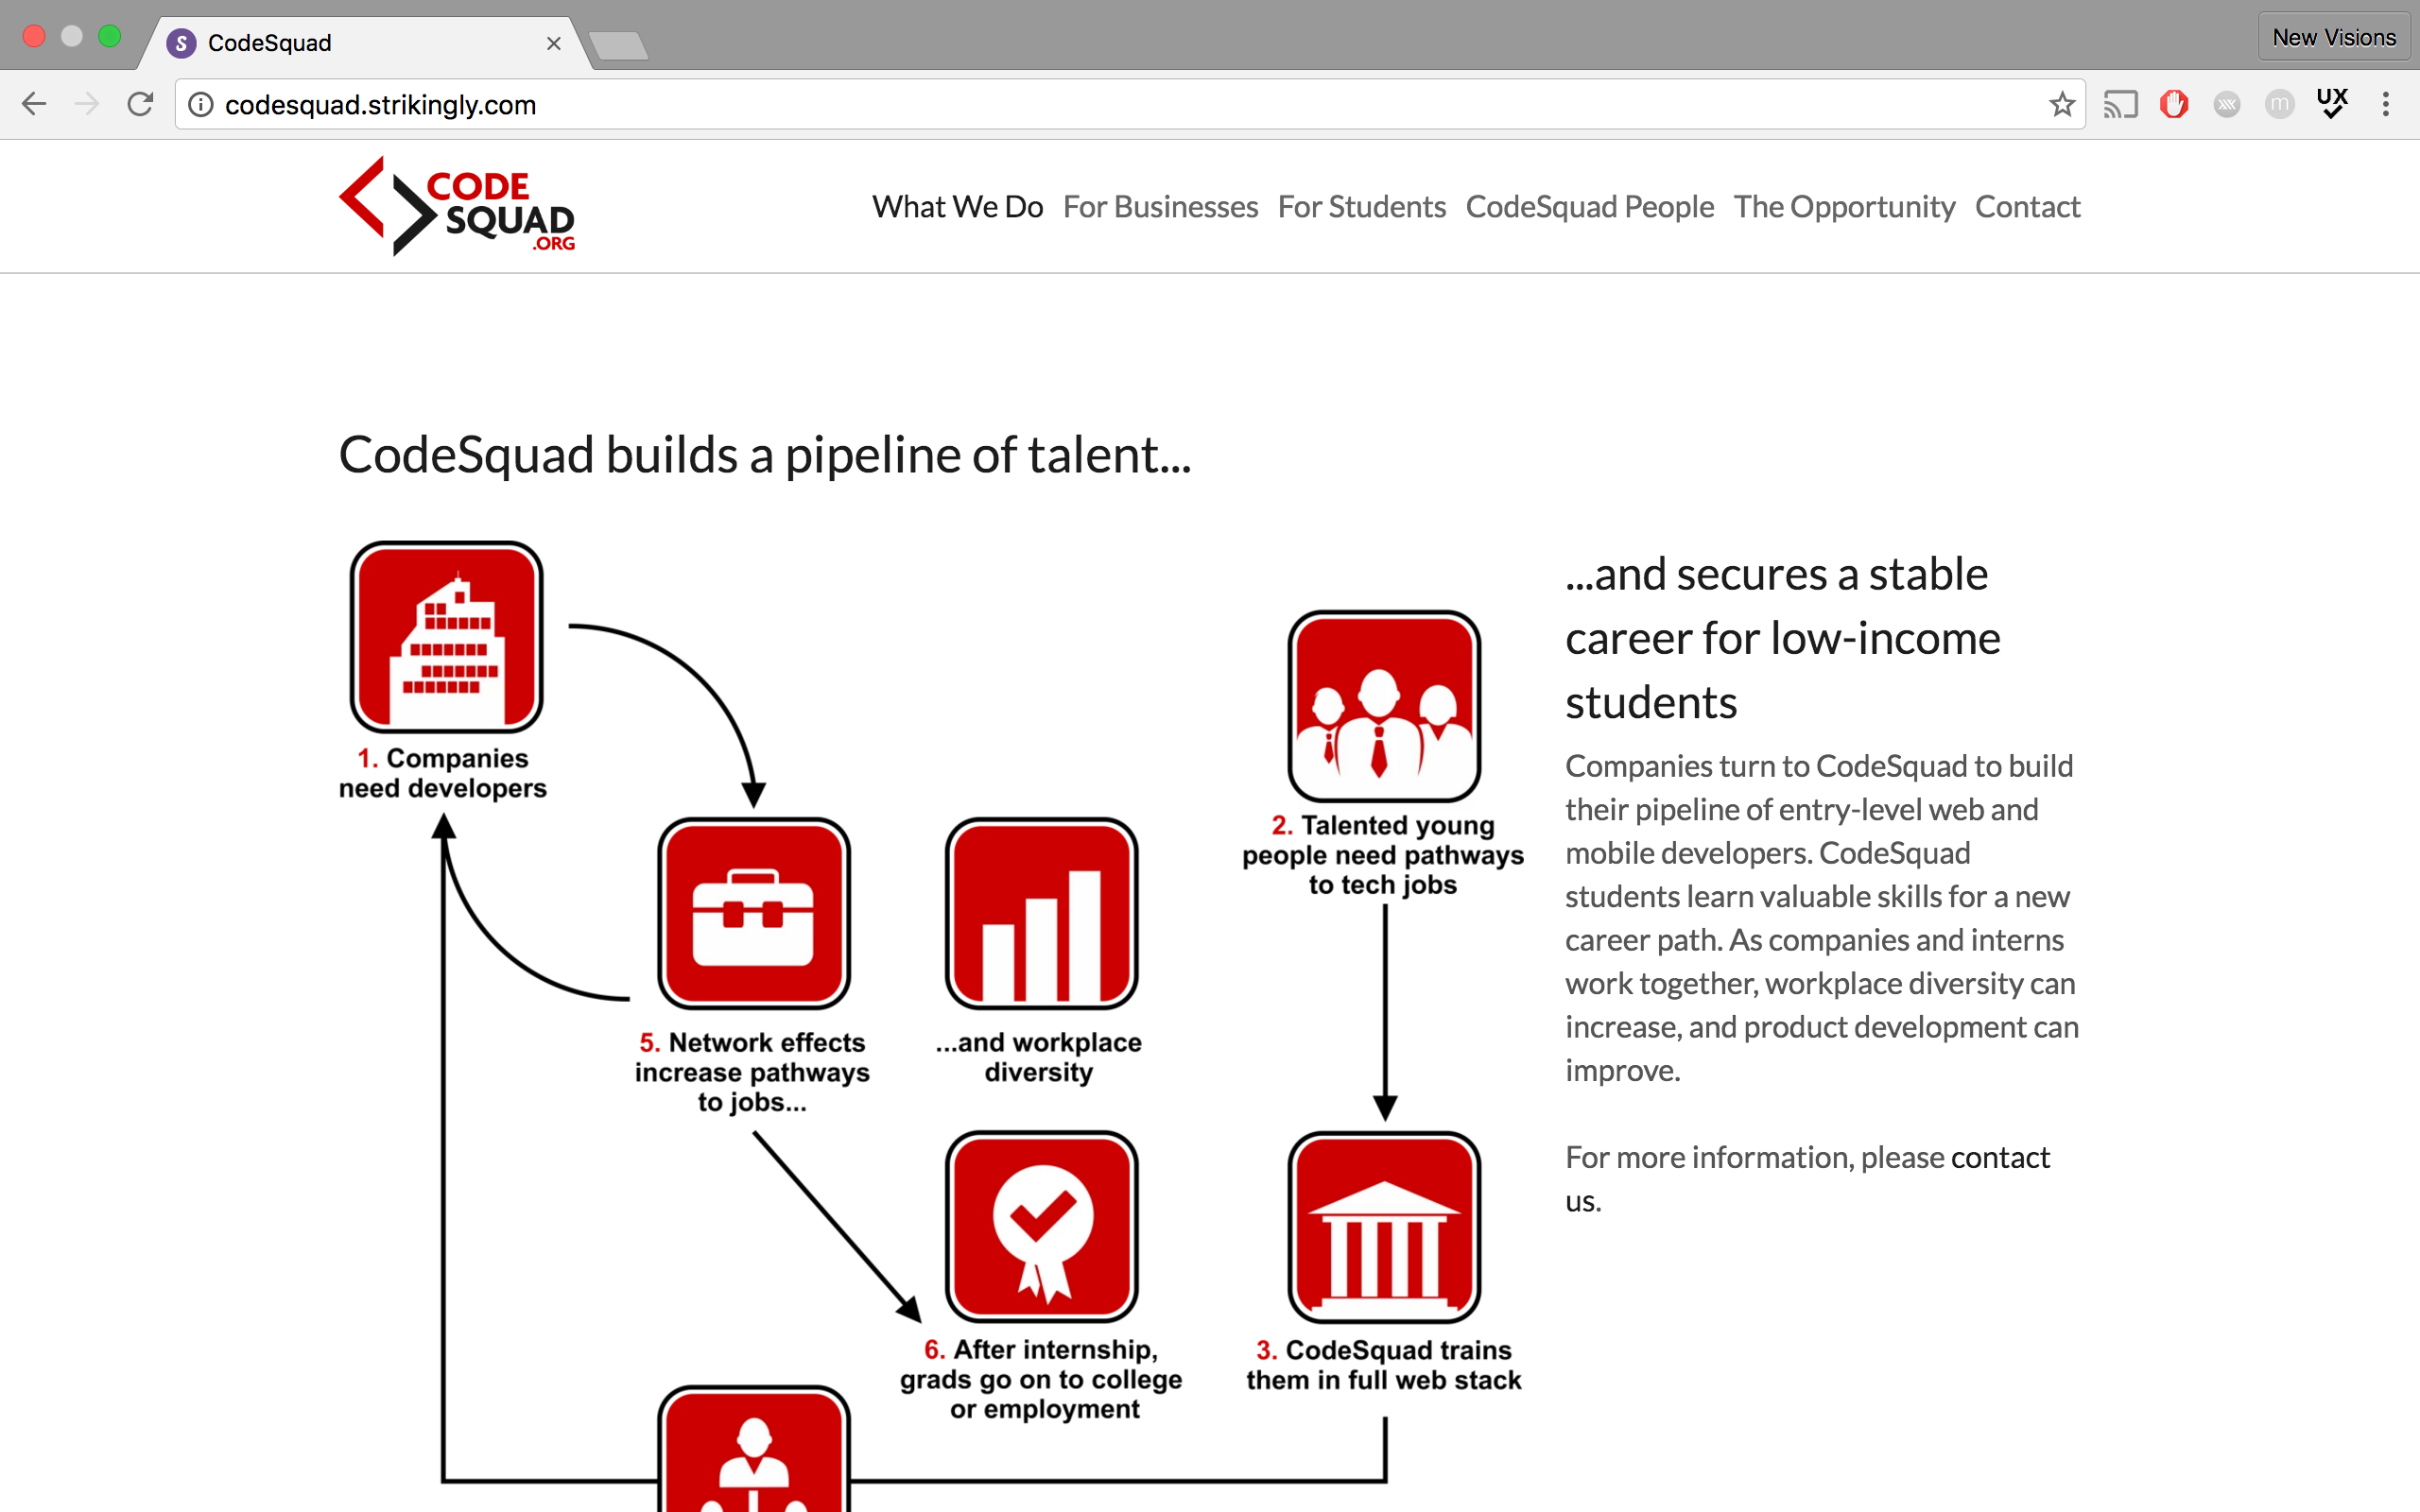 CodeSquad
New Visions
codesquad.strikingly.com
UX
CODE
SQUAD
.ORG
What We Do For Businesses For Students CodeSquad People The Opportunity Contact
CodeSquad builds a pipeline of talent...
1. Companies
need developers
2. Talented young
people need pathways
to tech jobs
5. Network effects
increase pathways
to jobs...
...and workplace
diversity
6. After internship,
grads go on to college
or employment
3. CodeSquad trains
them in full web stack
...and secures a stable
career for low-income
students
Companies turn to CodeSquad to build
their pipeline of entry-level web and
mobile developers. CodeSquad
students learn valuable skills for a new
career path. As companies and interns
work together, workplace diversity can
increase, and product development can
improve.
For more information, please contact
us.